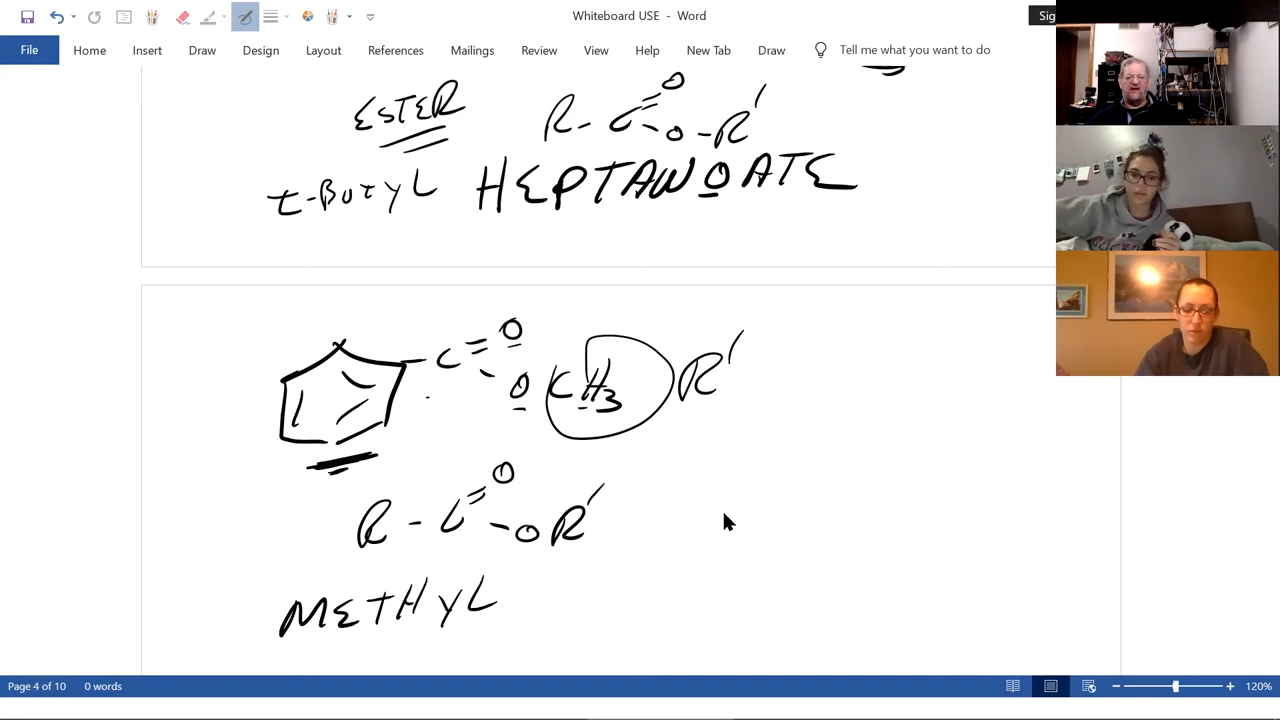 Whiteboard USE - Word
Sig
File Home Insert Draw Design Layout References Mailings Review View Help New Tab Draw Tell me what you want to do
ESTER R-C=O-O-R'
t-BUTYL HEPTANOATE
-C=O
OCH3 R'
R-C=O-OR'
METHYL
Page 4 of 10 0 words 120%